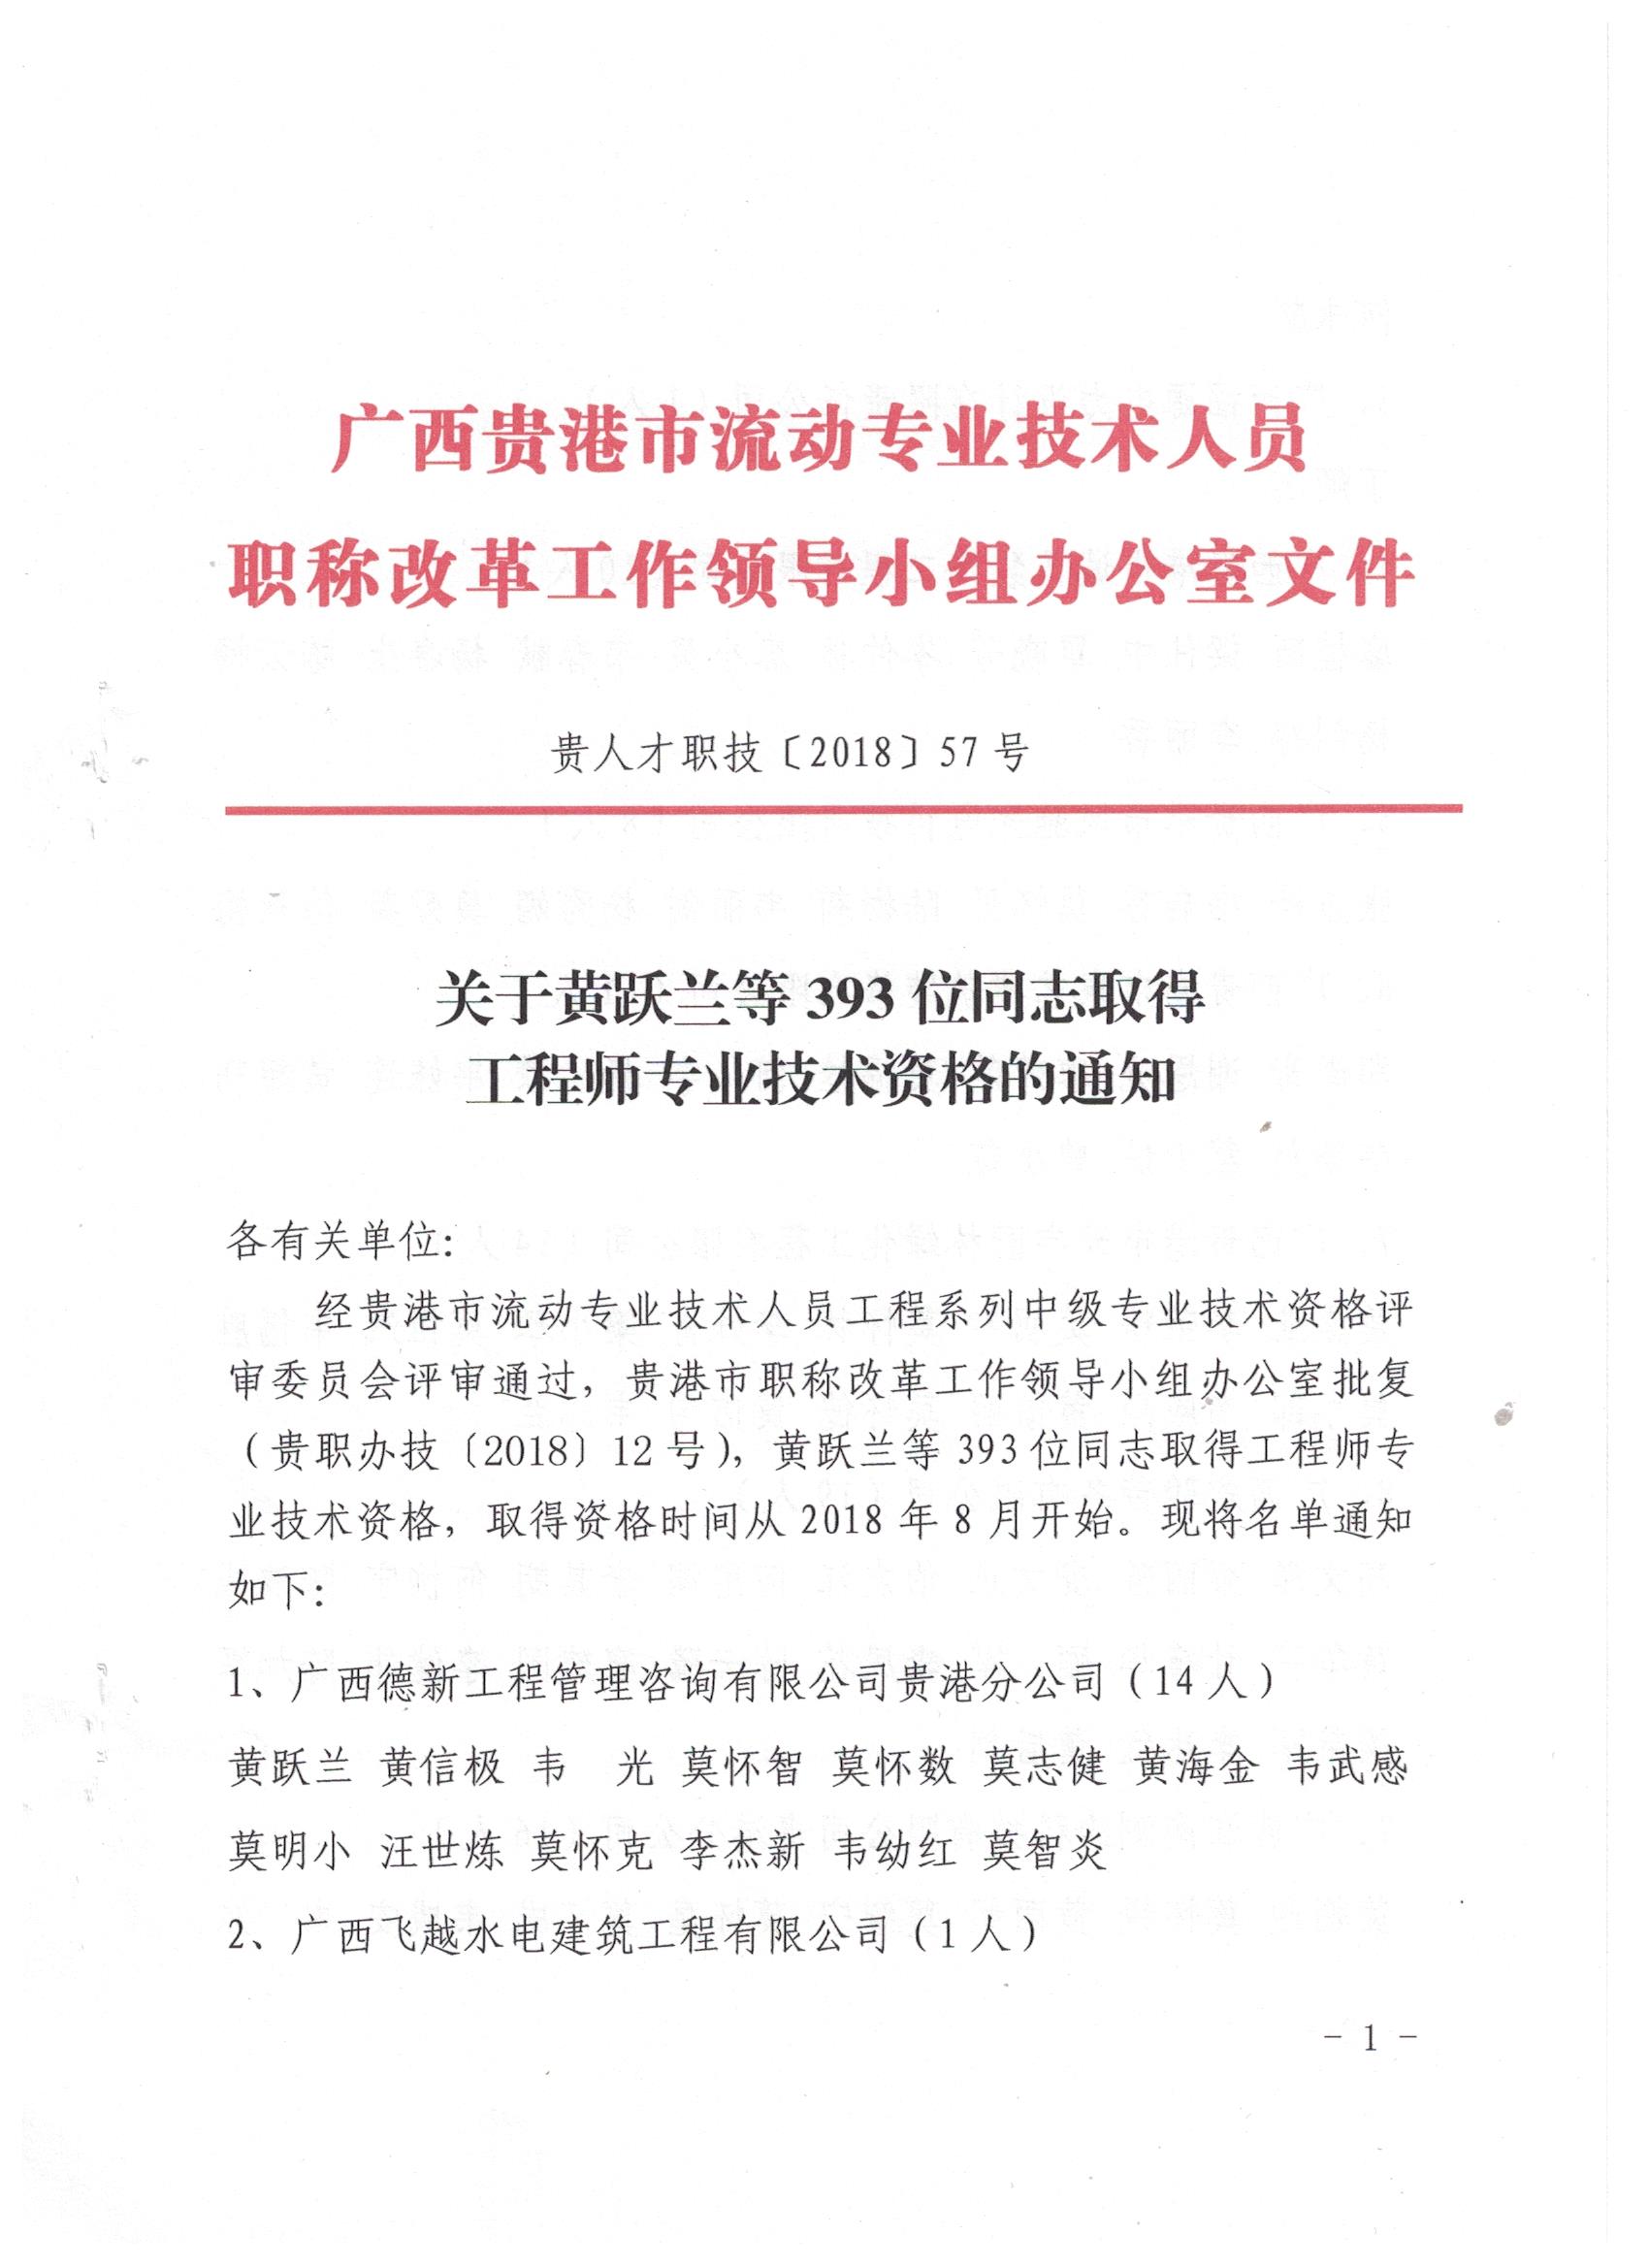 广西贵港市流动专业技术人员
职称改革工作领导小组办公室文件
贵人才职技〔2018〕57号
关于黄跃兰等393位同志取得
工程师专业技术资格的通知
各有关单位：
经贵港市流动专业技术人员工程系列中级专业技术资格评
审委员会评审通过，贵港市职称改革工作领导小组办公室批复
（贵职办技〔2018〕12号），黄跃兰等393位同志取得工程师专
业技术资格，取得资格时间从2018年8月开始。现将名单通知
如下：
1、广西德新工程管理咨询有限公司贵港分公司（14人）
黄跃兰 黄信极 韦　光 莫怀智 莫怀数 莫志健 黄海金 韦武感
莫明小 汪世炼 莫怀克 李杰新 韦幼红 莫智炎
2、广西飞越水电建筑工程有限公司（1人）
- 1 -